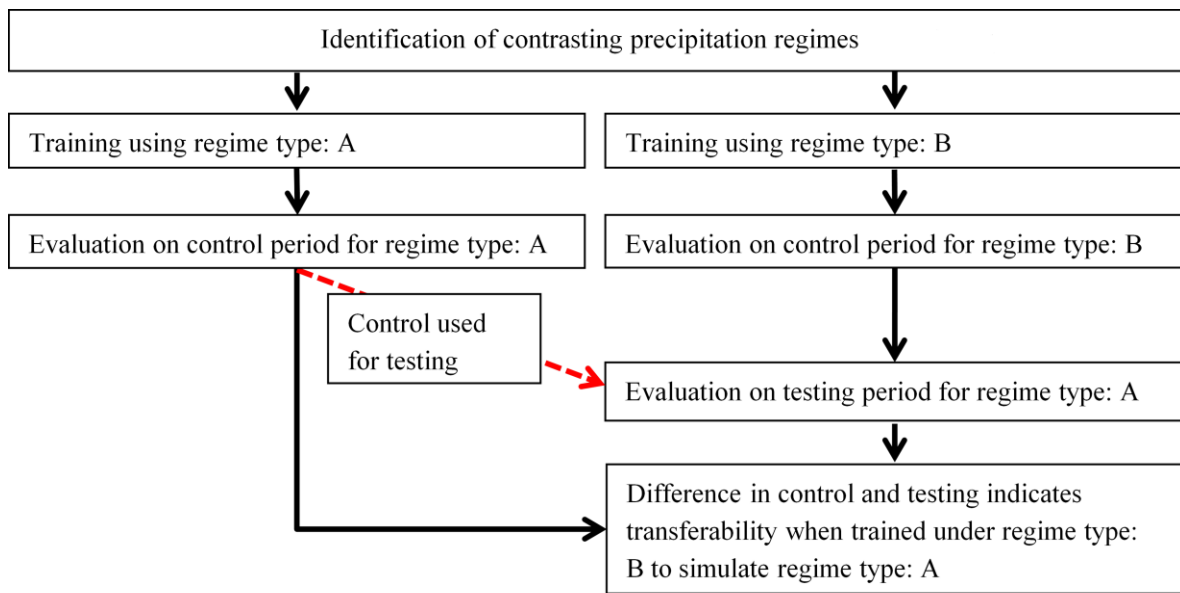 Identification of contrasting precipitation regimes
Training using regime type: A
Training using regime type: B
Evaluation on control period for regime type: A
Evaluation on control period for regime type: B
Control used
for testing
Evaluation on testing period for regime type: A
Difference in control and testing indicates
transferability when trained under regime type:
B to simulate regime type: A